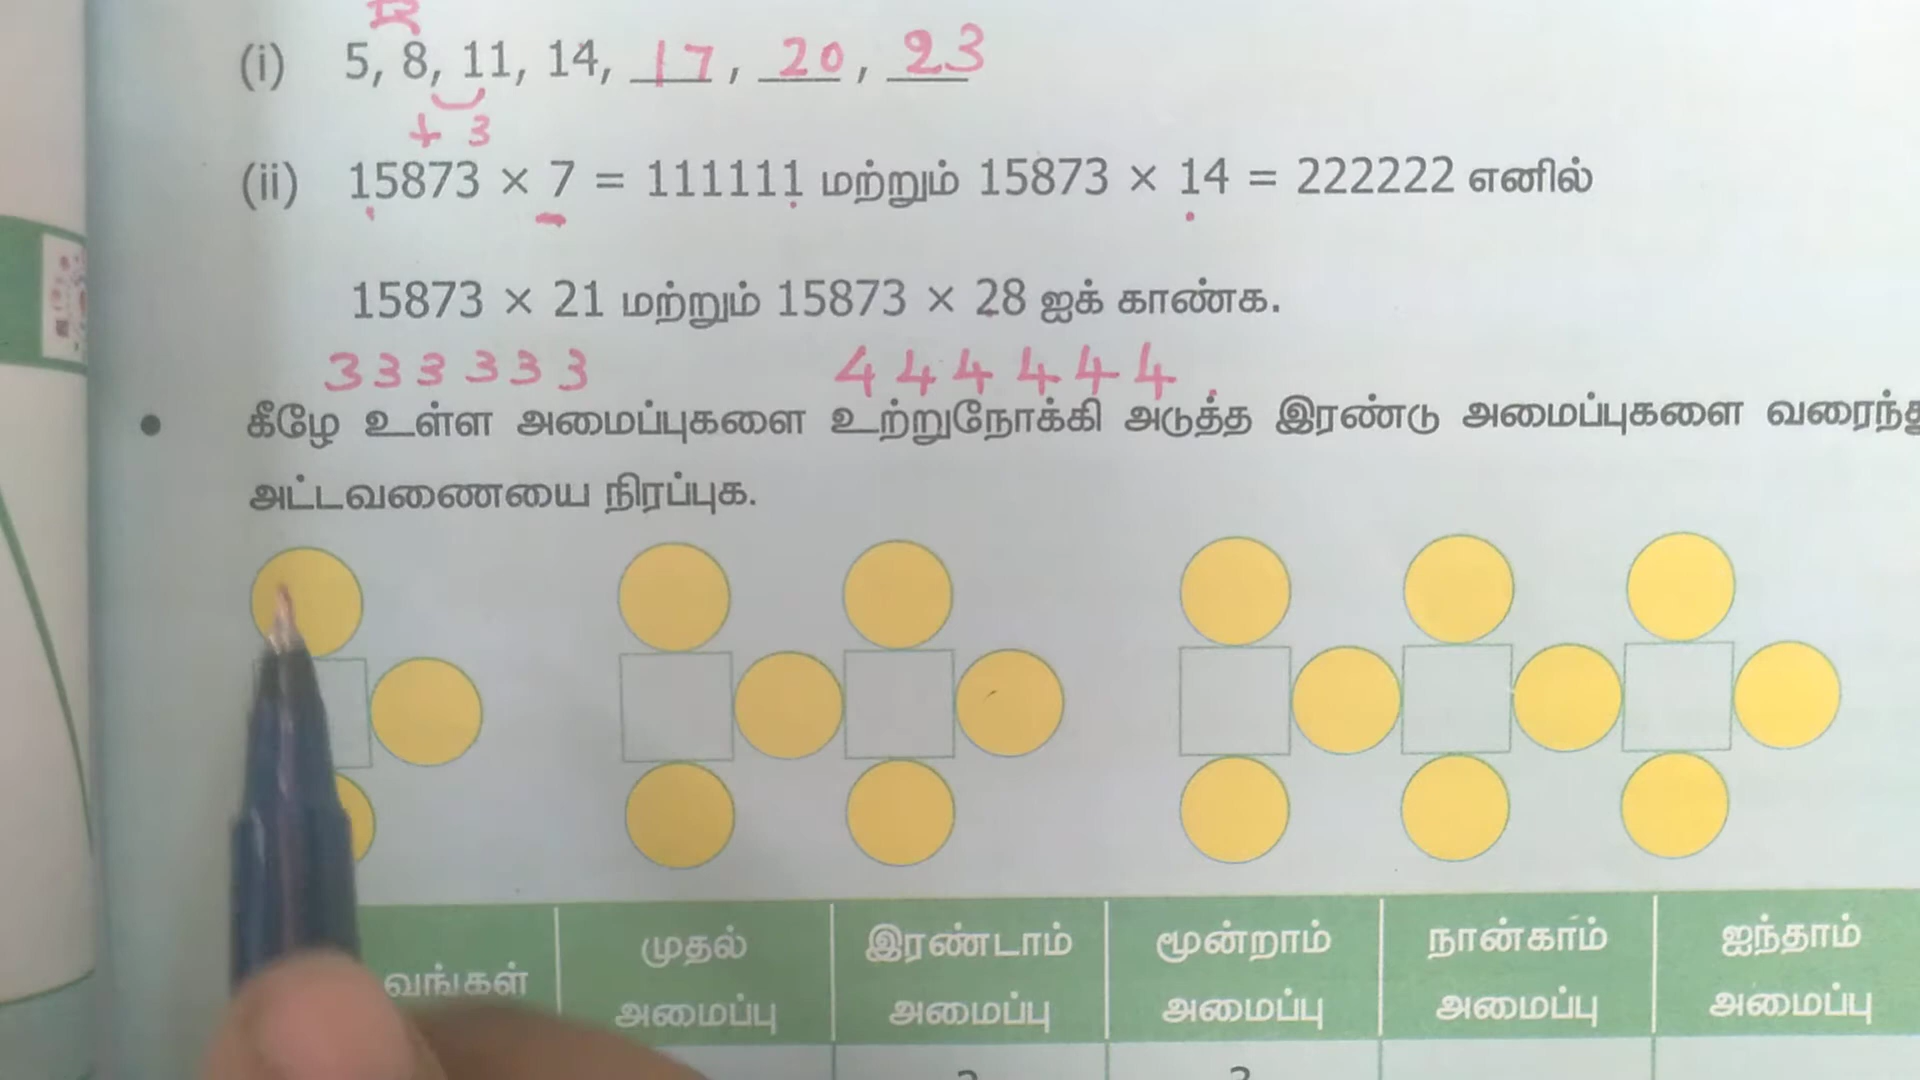 (i) 5, 8, 11, 14, 17, 20, 23
+ 3
(ii) 15873 × 7 = 111111 மற்றும் 15873 × 14 = 222222 எனில்
15873 × 21 மற்றும் 15873 × 28 ஐக் காண்க.
333333 444444
• கீழே உள்ள அமைப்புகளை உற்றுநோக்கி அடுத்த இரண்டு அமைப்புகளை
அட்டவணையை நிரப்புக.
முதல் இரண்டாம் மூன்றாம் நான்காம் ஐந்தாம்
அமைப்பு அமைப்பு அமைப்பு அமைப்பு அமைப்பு